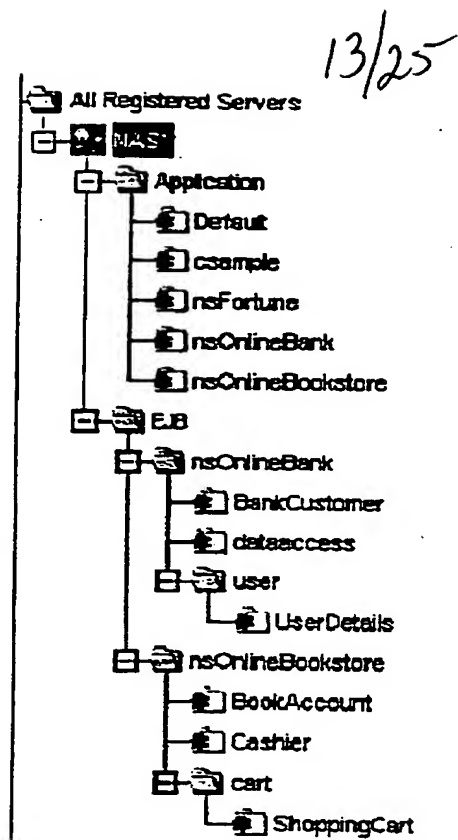 13/25
All Registered Servers
NAS
Application
Default
csample
nsFortune
nsOnlineBank
nsOnlineBookstore
EJB
nsOnlineBank
BankCustomer
dataaccess
user
UserDetails
nsOnlineBookstore
BookAccount
Cashier
cart
ShoppingCart